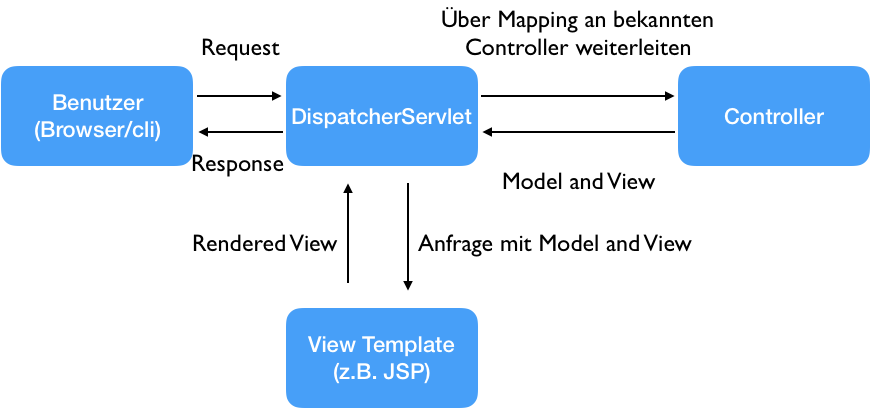 Über Mapping an bekannten
Controller weiterleiten
Request
Benutzer
(Browser/cli)
DispatcherServlet
Controller
Response
Model and View
Rendered View
Anfrage mit Model and View
View Template
(z.B. JSP)